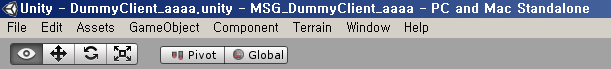 Unity - DummyClient_aaaa,unity - MSG_DummyClient_aaaa - PC and Mac Standalone
File Edit Assets GameObject Component Terrain Window Help
Pivot Global